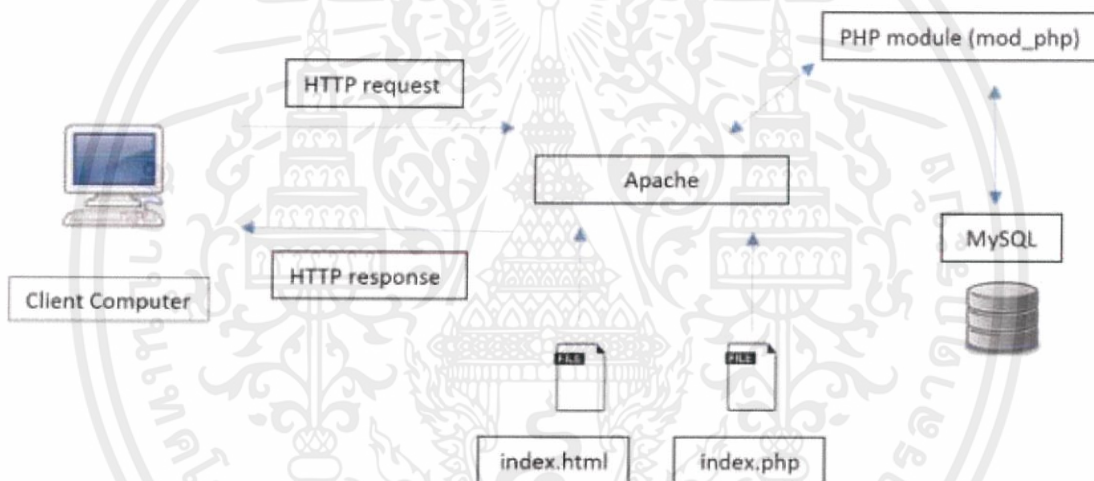 PHP module (mod_php)
HTTP request
Apache
MySQL
HTTP response
Client Computer
FILE
FILE
index.html
index.php